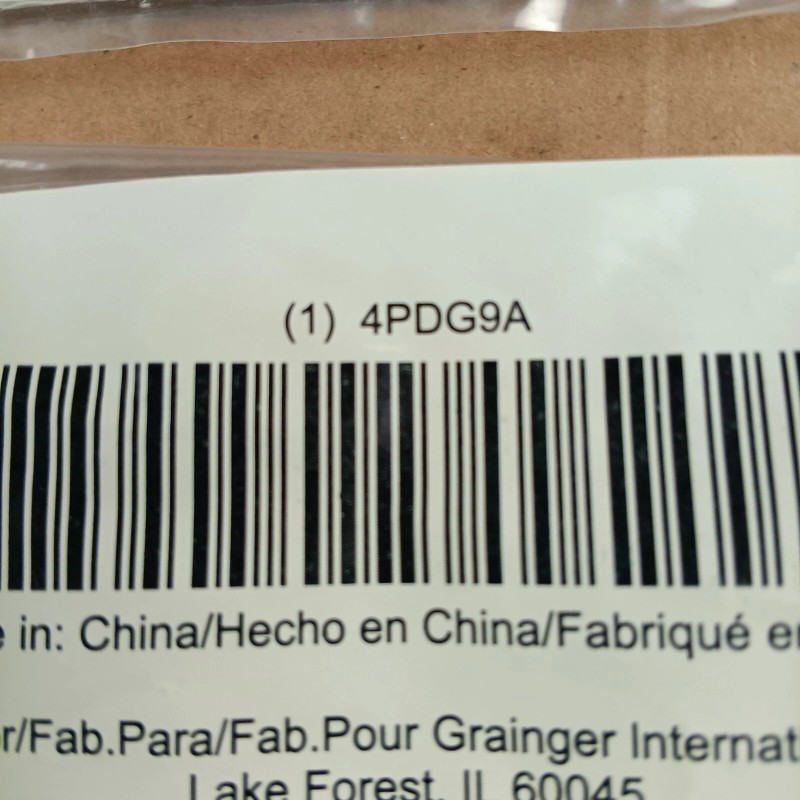 (1) 4PDG9A
in: China/Hecho en China/Fabriqué
/Fab.Para/Fab.Pour Grainger
Lake Forest, IL 60045